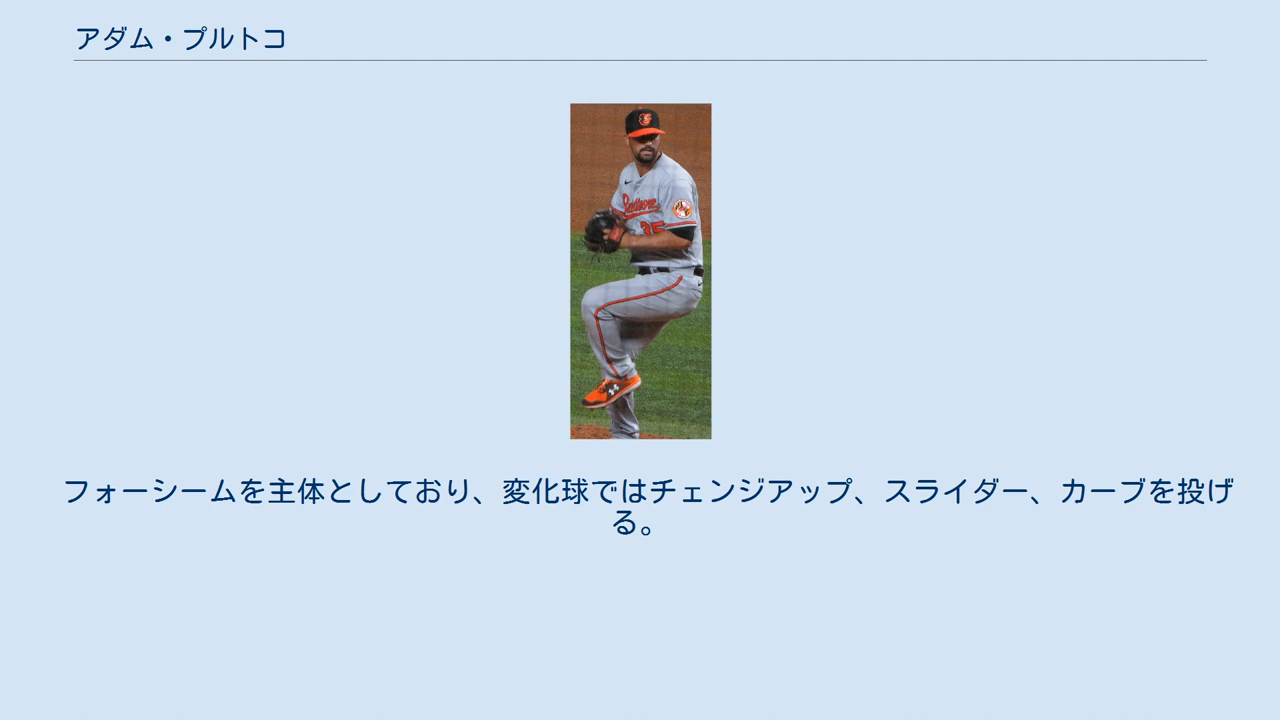 アダム・プルトコ
Baltimore
35
フォーシームを主体としており、変化球ではチェンジアップ、スライダー、カーブを投げ
る。